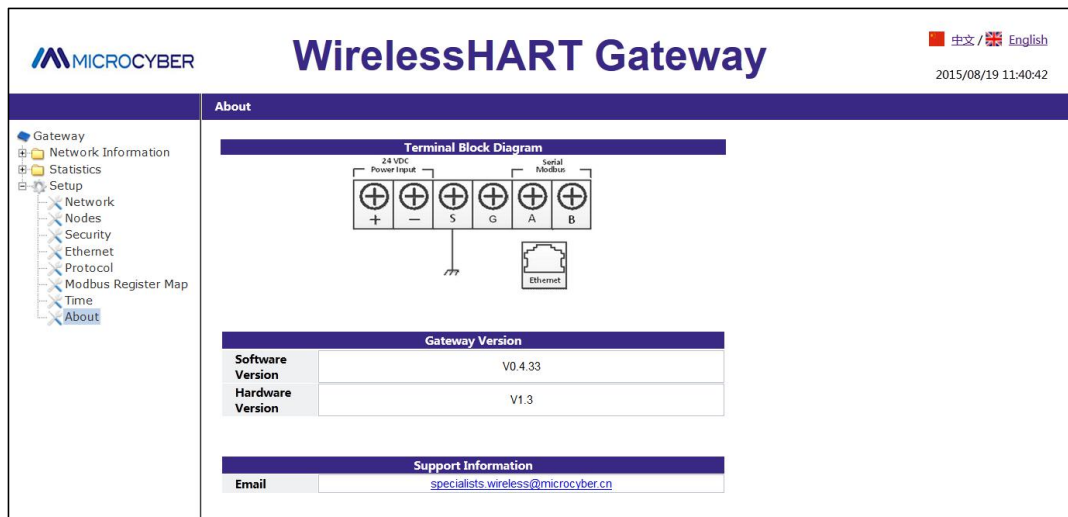 MICROCYBER
WirelessHART Gateway
中文 / English
2015/08/19 11:40:42
About
Gateway
Network Information
Statistics
Setup
Network
Nodes
Security
Ethernet
Protocol
Modbus Register Map
Time
About
Terminal Block Diagram
24 VDC
Power Input
Serial
Modbus
+ − S G A B
Ethernet
Gateway Version
Software
Version
V0.4.33
Hardware
Version
V1.3
Support Information
Email specialists.wireless@microcyber.cn